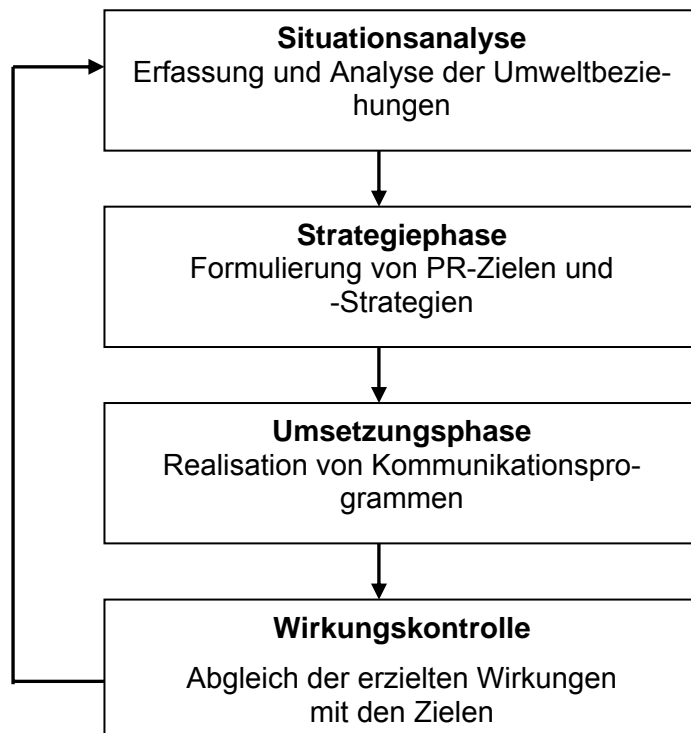 Situationsanalyse
Erfassung und Analyse der Umweltbezie-
hungen
Strategiephase
Formulierung von PR-Zielen und
-Strategien
Umsetzungsphase
Realisation von Kommunikationspro-
grammen
Wirkungskontrolle
Abgleich der erzielten Wirkungen
mit den Zielen